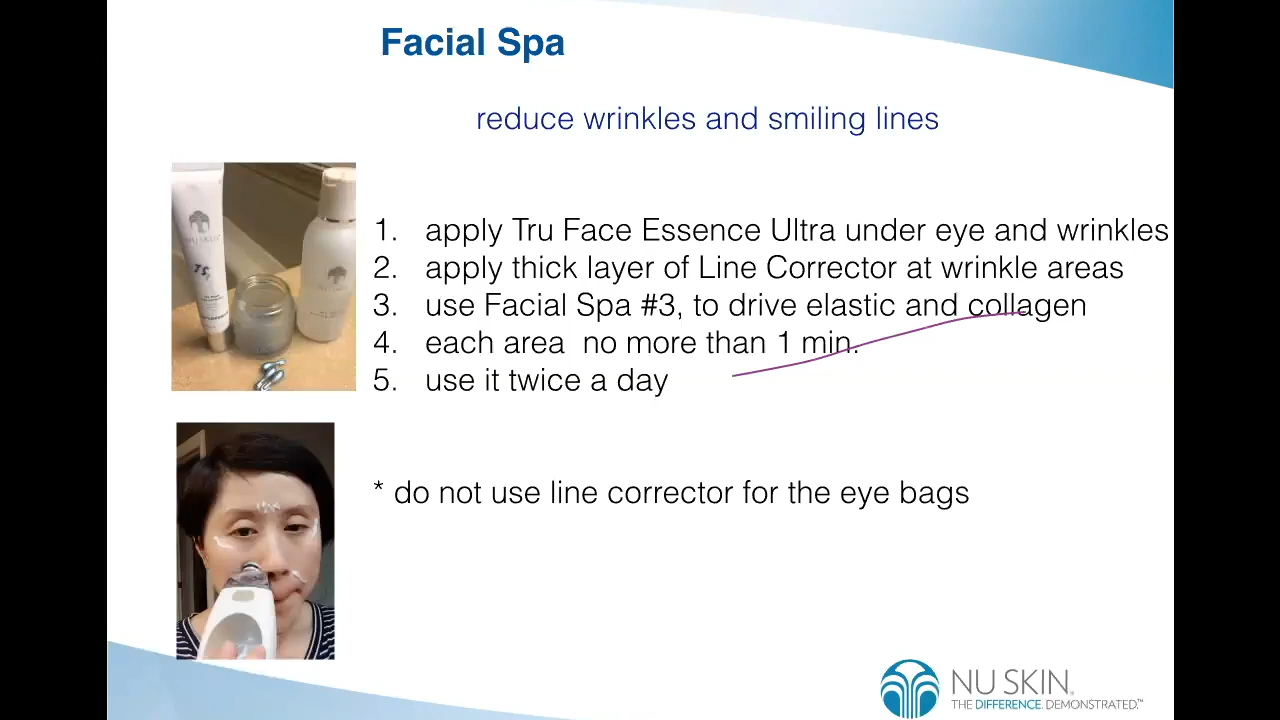 Facial Spa
reduce wrinkles and smiling lines
1. apply Tru Face Essence Ultra under eye and wrinkles
2. apply thick layer of Line Corrector at wrinkle areas
3. use Facial Spa #3, to drive elastic and collagen
4. each area no more than 1 min.
5. use it twice a day
* do not use line corrector for the eye bags
NU SKIN®
THE DIFFERENCE. DEMONSTRATED.™